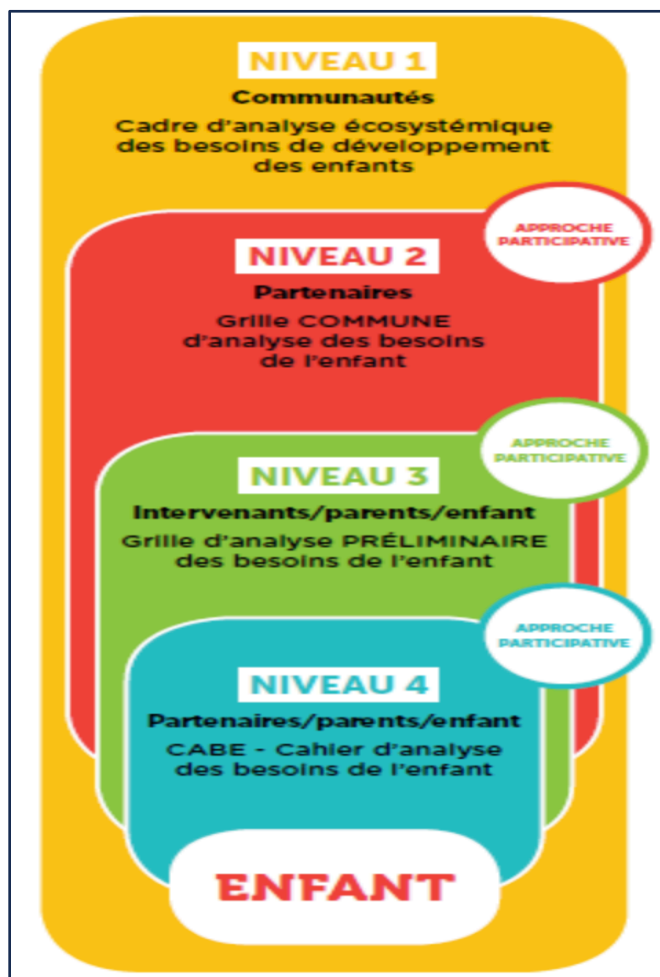 NIVEAU 1
Communautés
Cadre d'analyse écosystémique
des besoins de développement
des enfants
APPROCHE
PARTICIPATIVE
NIVEAU 2
Partenaires
Grille COMMUNE
d'analyse des besoins
de l'enfant
APPROCHE
PARTICIPATIVE
NIVEAU 3
Intervenants/parents/enfant
Grille d'analyse PRÉLIMINAIRE
des besoins de l'enfant
APPROCHE
PARTICIPATIVE
NIVEAU 4
Partenaires/parents/enfant
CABE - Cahier d'analyse
des besoins de l'enfant
ENFANT